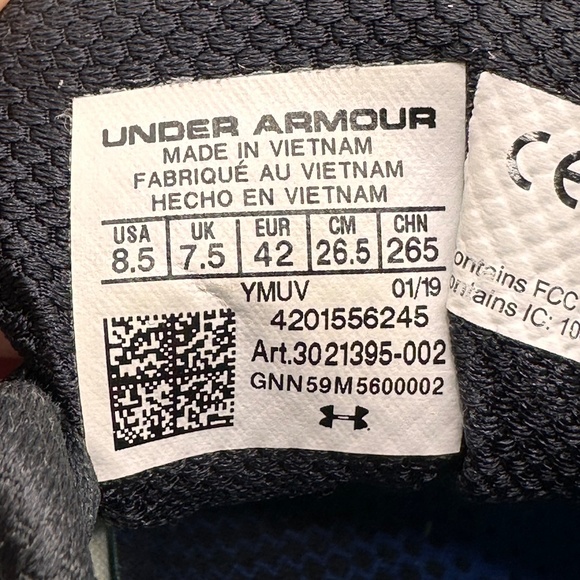 UNDER ARMOUR
MADE IN VIETNAM
FABRIQUÉ AU VIETNAM
HECHO EN VIETNAM
USA UK EUR CM CHN
8.5 7.5 42 26.5 265
YMUV 01/19
4201556245
Art.3021395-002
GNN59M5600002
CE
ontains FCC
ontains IC: 10